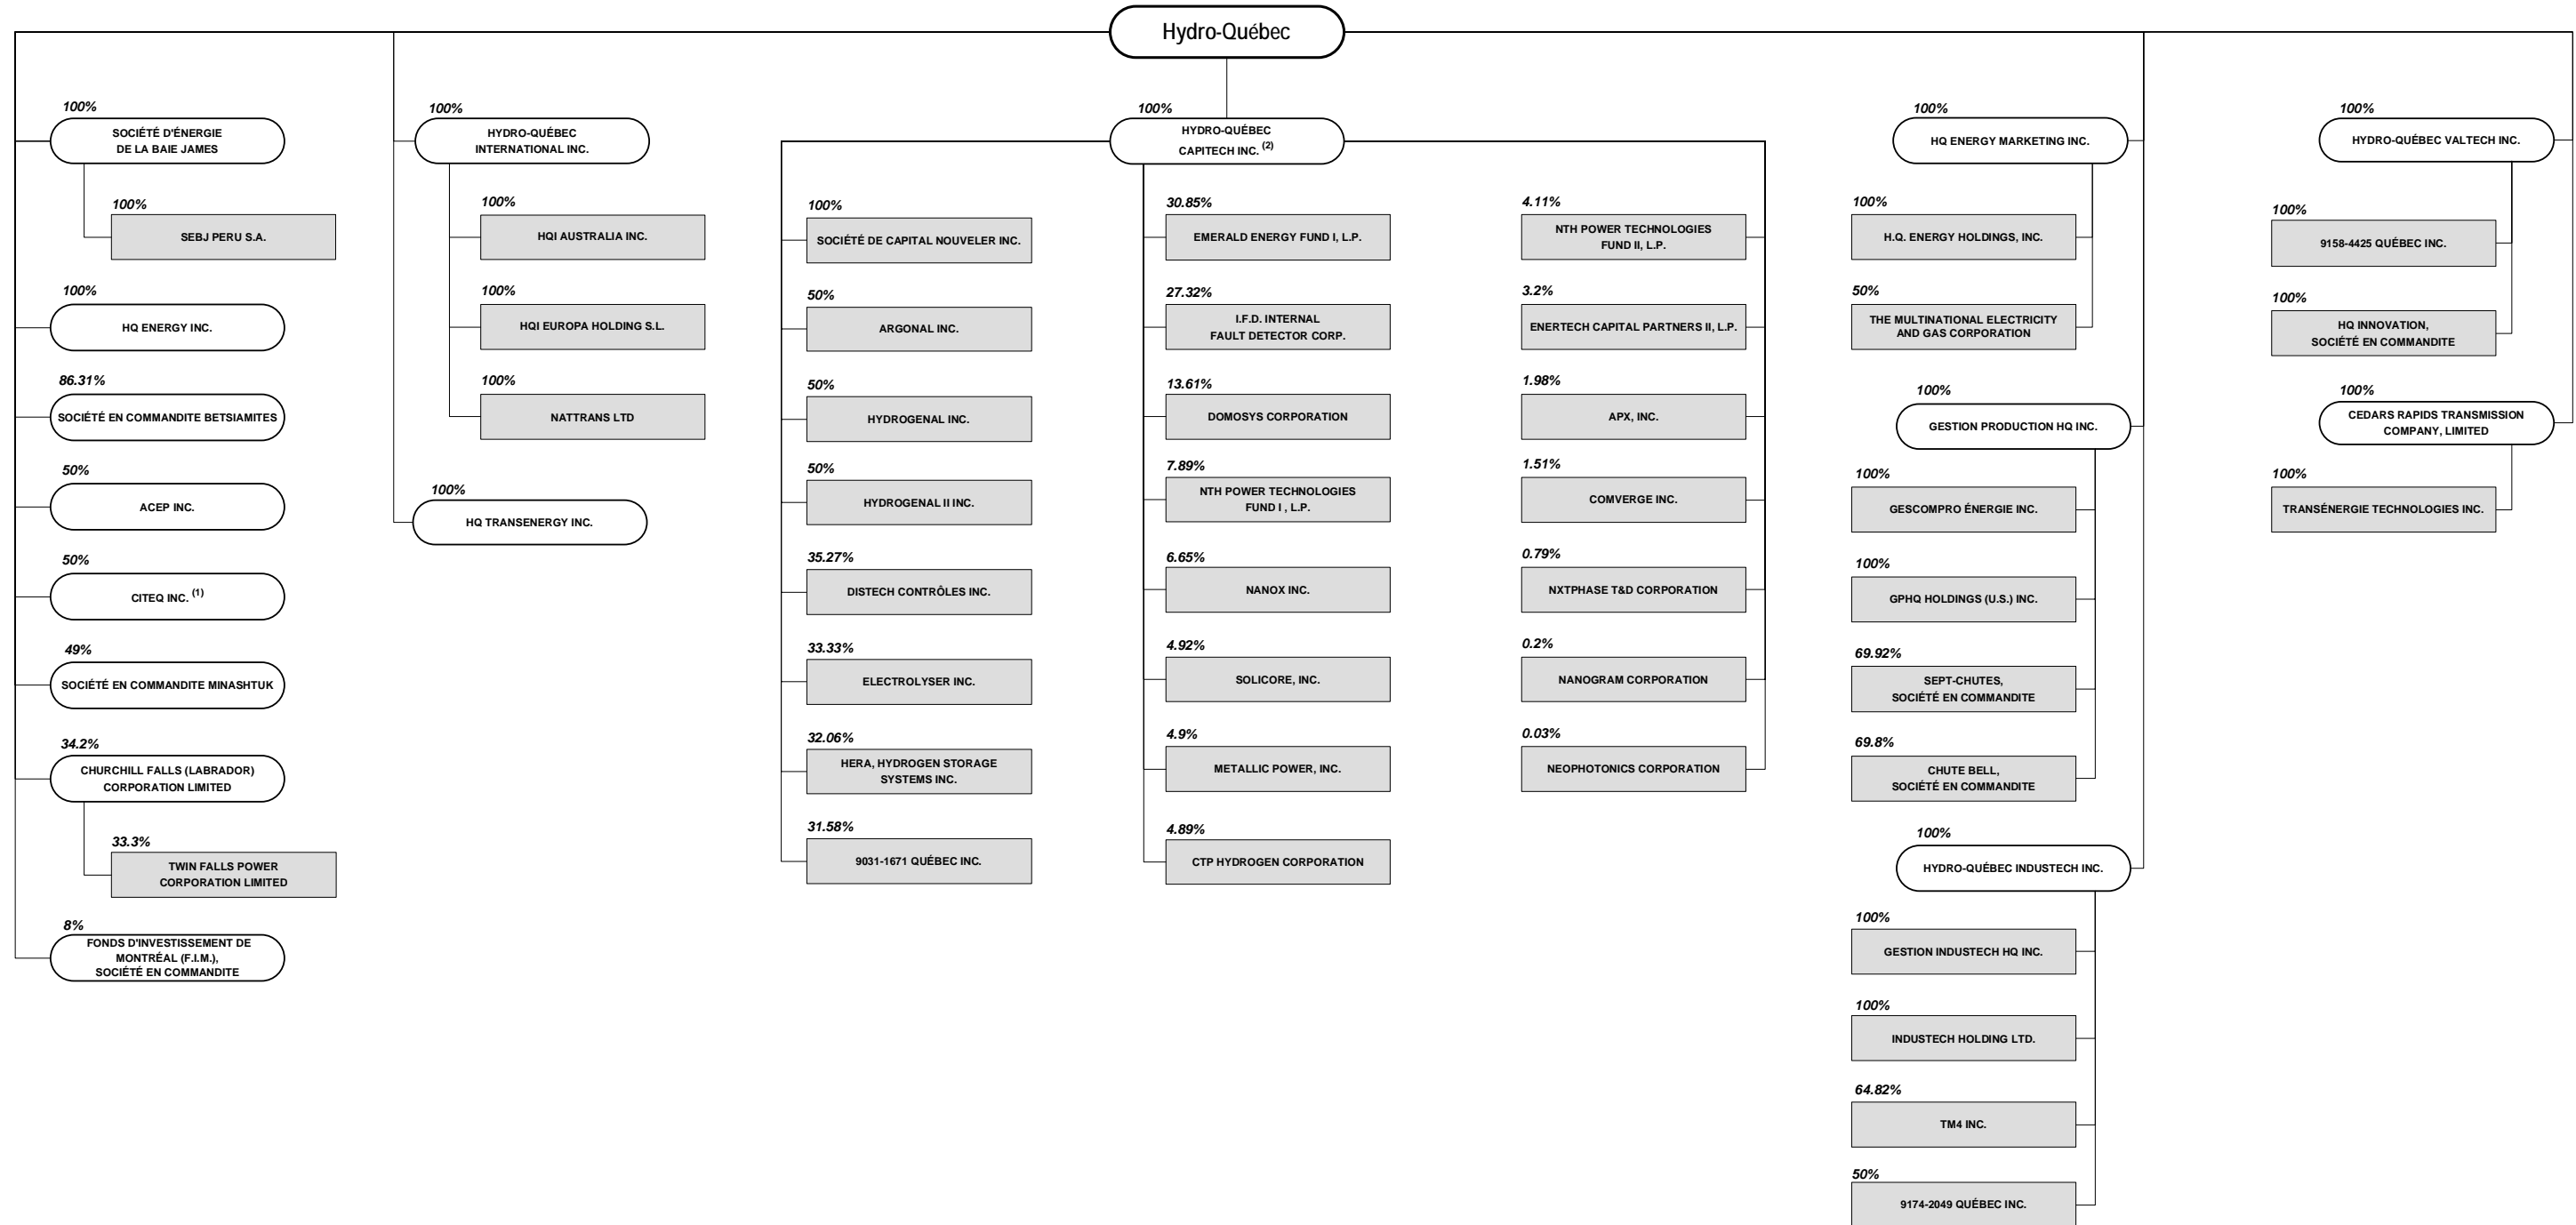 Hydro-Québec
100%
SOCIÉTÉ D'ÉNERGIE
DE LA BAIE JAMES
100%
SEBJ PERU S.A.
100%
HQ ENERGY INC.
86.31%
SOCIÉTÉ EN COMMANDITE BETSIAMITES
50%
ACEP INC.
50%
CITEQ INC. (1)
49%
SOCIÉTÉ EN COMMANDITE MINASHTUK
34.2%
CHURCHILL FALLS (LABRADOR)
CORPORATION LIMITED
33.3%
TWIN FALLS POWER
CORPORATION LIMITED
8%
FONDS D'INVESTISSEMENT DE
MONTRÉAL (F.I.M.),
SOCIÉTÉ EN COMMANDITE
100%
HYDRO-QUÉBEC
INTERNATIONAL INC.
100%
HQI AUSTRALIA INC.
100%
HQI EUROPA HOLDING S.L.
100%
NATTRANS LTD
100%
HQ TRANSENERGY INC.
100%
HYDRO-QUÉBEC
CAPITECH INC. (2)
100%
SOCIÉTÉ DE CAPITAL NOUVELER INC.
50%
ARGONAL INC.
50%
HYDROGENAL INC.
50%
HYDROGENAL II INC.
35.27%
DISTECH CONTRÔLES INC.
33.33%
ELECTROLYSER INC.
32.06%
HERA, HYDROGEN STORAGE
SYSTEMS INC.
31.58%
9031-1671 QUÉBEC INC.
30.85%
EMERALD ENERGY FUND I, L.P.
27.32%
I.F.D. INTERNAL
FAULT DETECTOR CORP.
13.61%
DOMOSYS CORPORATION
7.89%
NTH POWER TECHNOLOGIES
FUND I , L.P.
6.65%
NANOX INC.
4.92%
SOLICORE, INC.
4.9%
METALLIC POWER, INC.
4.89%
CTP HYDROGEN CORPORATION
4.11%
NTH POWER TECHNOLOGIES
FUND II, L.P.
3.2%
ENERTECH CAPITAL PARTNERS II, L.P.
1.98%
APX, INC.
1.51%
COMVERGE INC.
0.79%
NXTPHASE T&D CORPORATION
0.2%
NANOGRAM CORPORATION
0.03%
NEOPHOTONICS CORPORATION
100%
HQ ENERGY MARKETING INC.
100%
H.Q. ENERGY HOLDINGS, INC.
50%
THE MULTINATIONAL ELECTRICITY
AND GAS CORPORATION
100%
GESTION PRODUCTION HQ INC.
100%
GESCOMPRO ÉNERGIE INC.
100%
GPHQ HOLDINGS (U.S.) INC.
69.92%
SEPT-CHUTES,
SOCIÉTÉ EN COMMANDITE
69.8%
CHUTE BELL,
SOCIÉTÉ EN COMMANDITE
100%
HYDRO-QUÉBEC INDUSTECH INC.
100%
GESTION INDUSTECH HQ INC.
100%
INDUSTECH HOLDING LTD.
64.82%
TM4 INC.
50%
9174-2049 QUÉBEC INC.
100%
HYDRO-QUÉBEC VALTECH INC.
100%
9158-4425 QUÉBEC INC.
100%
HQ INNOVATION,
SOCIÉTÉ EN COMMANDITE
100%
CEDARS RAPIDS TRANSMISSION
COMPANY, LIMITED
100%
TRANSÉNERGIE TECHNOLOGIES INC.